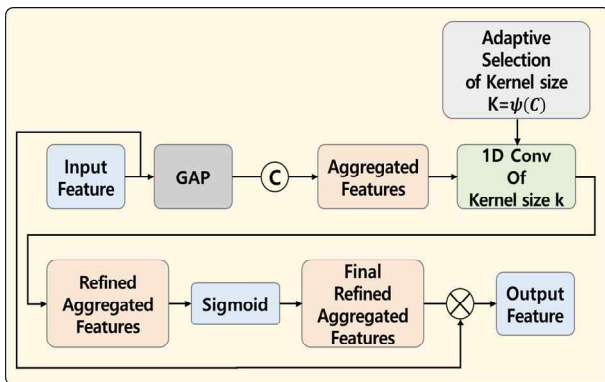 Adaptive
Selection
of Kernel size
K=ψ(C)
Input
Feature
GAP
C
Aggregated
Features
1D Conv
Of
Kernel size k
Refined
Aggregated
Features
Sigmoid
Final
Refined
Aggregated
Features
Output
Feature